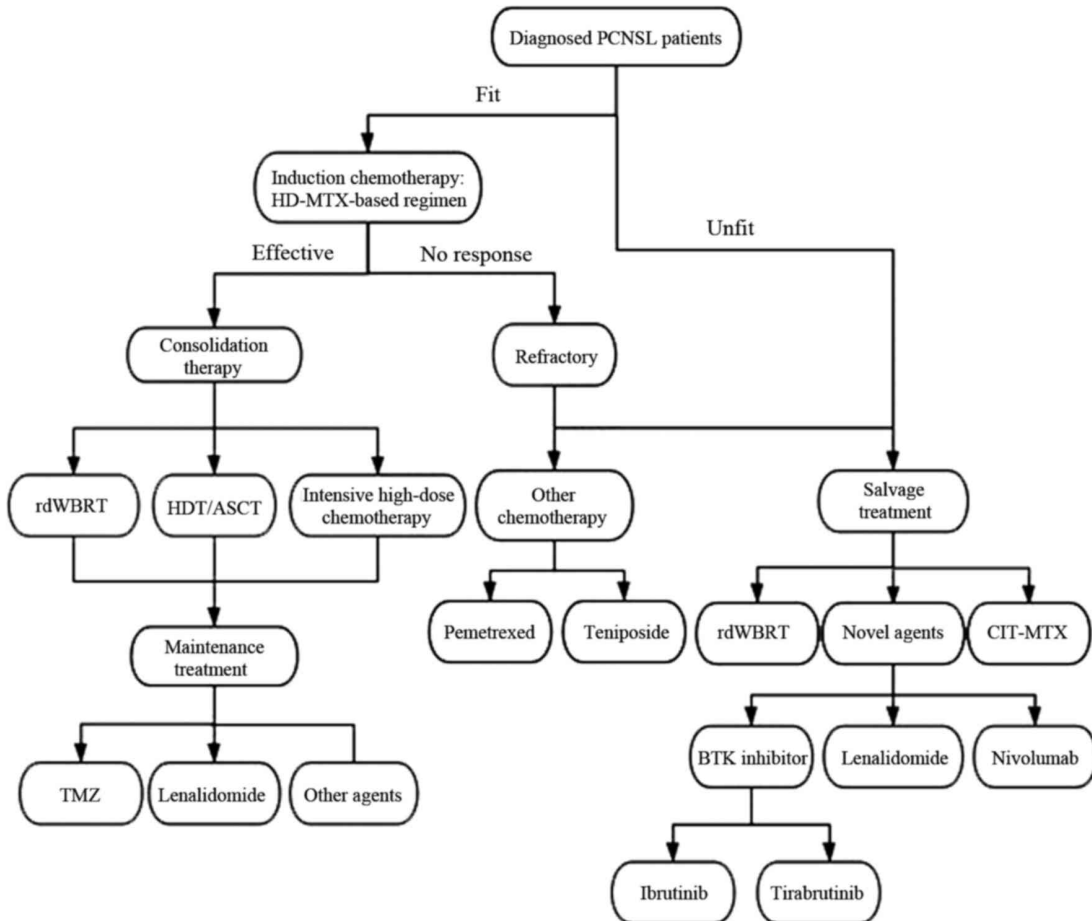 Diagnosed PCNSL patients
Fit
Induction chemotherapy:
HD-MTX-based regimen
Unfit
Effective
No response
Consolidation
therapy
Refractory
rdWBRT
HDT/ASCT
Intensive high-dose
chemotherapy
Other
chemotherapy
Salvage
treatment
Pemetrexed
Teniposide
rdWBRT
Novel agents
CIT-MTX
Maintenance
treatment
BTK inhibitor
Lenalidomide
Nivolumab
TMZ
Lenalidomide
Other agents
Ibrutinib
Tirabrutinib